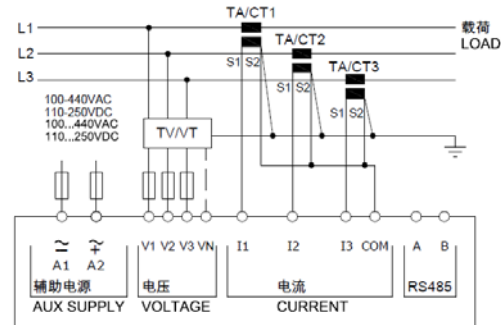 TA/CT1
L1
载荷
TA/CT2
LOAD
L2
S1 S2
TA/CT3
L3
S1 S2
100-440VAC
110-250VDC
100...440VAC
110...250VDC
TV/VT
S1 S2
A1 A2
V1 V2 V3 VN
I1 I2 I3 COM
A B
辅助电源
电压
电流
RS485
AUX SUPPLY
VOLTAGE
CURRENT